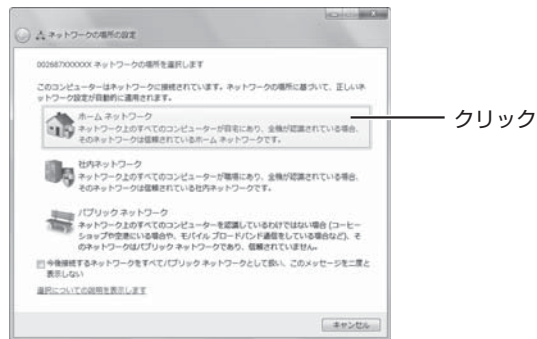 ネットワークの場所の設定
002687XXXXXX ネットワークの場所を選択します
このコンピューターはネットワークに接続されています。ネットワークの場所に基づいて、正しいネ
ットワーク設定が自動的に適用されます。
ホーム ネットワーク
ネットワーク上のすべてのコンピューターが自宅にあり、全機が認識されている場合、
そのネットワークは信頼されているホーム ネットワークです。
クリック
社内ネットワーク
ネットワーク上のすべてのコンピューターが職場にあり、全機が認識されている場合、
そのネットワークは信頼されている社内ネットワークです。
パブリック ネットワーク
ネットワーク上のすべてのコンピューターを認識しているわけではない場合 (コーヒー
ショップや空港にいる場合や、モバイル ブロードバンド通信をしている場合など)、そ
のネットワークはパブリック ネットワークであり、信頼されていません。
今後接続するネットワークをすべてパブリック ネットワークとして扱い、このメッセージを二度と
表示しない
選択についての説明を表示します
キャンセル